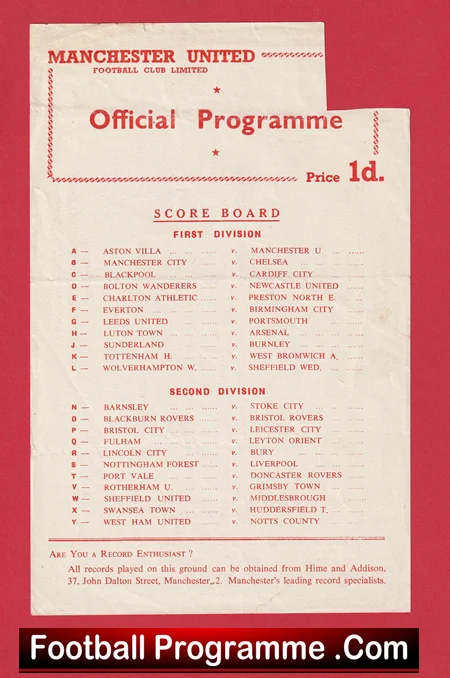 MANCHESTER UNITED
FOOTBALL CLUB LIMITED
Official Programme
Price 1d.
SCORE BOARD
FIRST DIVISION
A — ASTON VILLA ... ... ...... v. MANCHESTER U ... ......
B — MANCHESTER CITY ...... v. CHELSEA ......
C — BLACKPOOL ...... v. CARDIFF CITY ......
D — BOLTON WANDERERS ...... v. NEWCASTLE UNITED ......
E — CHARLTON ATHLETIC ...... v. PRESTON NORTH E. ...
F — EVERTON ... ...... v. BIRMINGHAM CITY ......
G — LEEDS UNITED ...... v. PORTSMOUTH ......
H — LUTON TOWN ... ...... v. ARSENAL ... ......
J — SUNDERLAND ...... v. BURNLEY ... ......
K — TOTTENHAM H. ...... v. WEST BROMWICH A. ......
L — WOLVERHAMPTON W. ...... v. SHEFFIELD WED. ... ......
SECOND DIVISION
N — BARNSLEY ... ... ...... v. STOKE CITY ......
O — BLACKBURN ROVERS ...... v. BRISTOL ROVERS ......
P — BRISTOL CITY ...... v. LEICESTER CITY ......
Q — FULHAM ... ... ...... v. LEYTON ORIENT ......
R — LINCOLN CITY ... ...... v. BURY ... ......
S — NOTTINGHAM FOREST ...... v. LIVERPOOL ... ......
T — PORT VALE ... ...... v. DONCASTER ROVERS ......
V — ROTHERHAM U. ...... v. GRIMSBY TOWN ... ......
W — SHEFFIELD UNITED ...... v. MIDDLESBROUGH ......
X — SWANSEA TOWN ... ...... v. HUDDERSFIELD T. ......
Y — WEST HAM UNITED ...... v. NOTTS COUNTY ......
ARE YOU A RECORD ENTHUSIAST ?
All records played on this ground can be obtained from Hime and Addison,
37, John Dalton Street, Manchester, 2. Manchester's leading record specialists.
Football Programme .Com